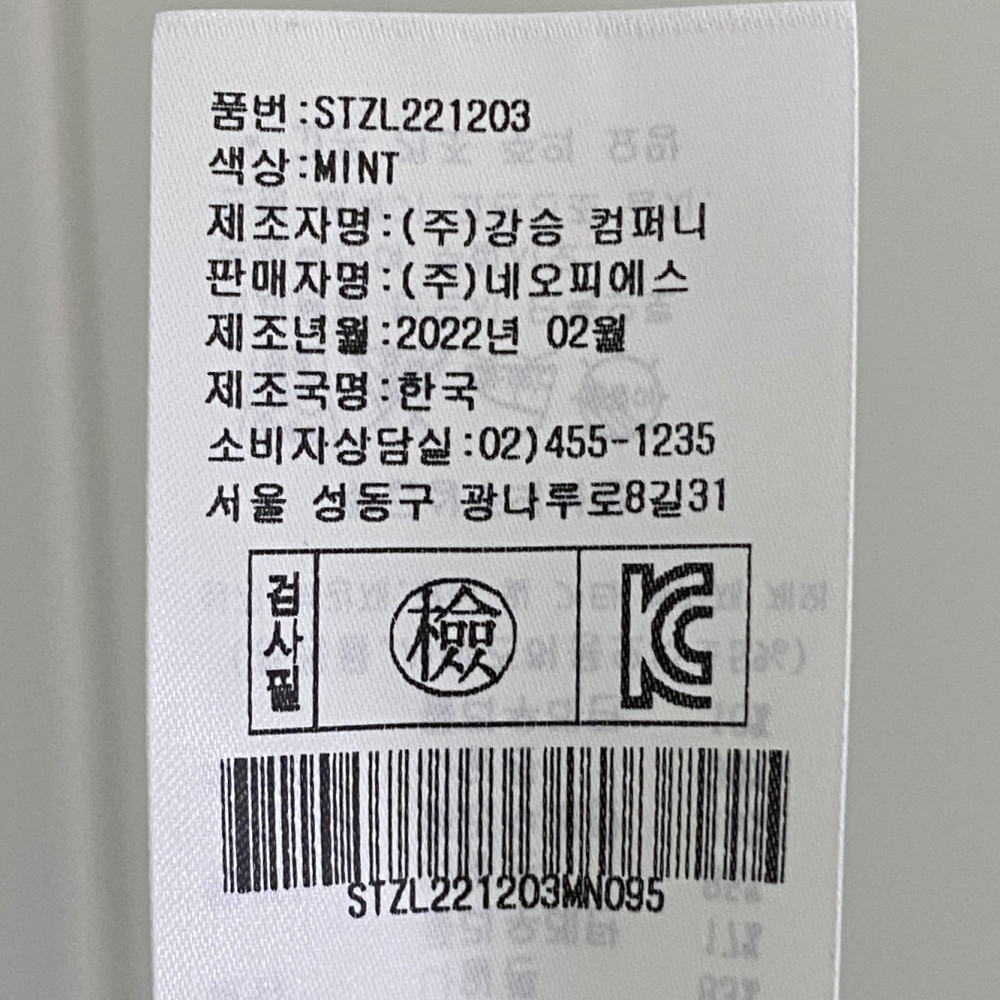 품번:STZL221203
색상:MINT
제조자명:(주)강승 컴퍼니
판매자명:(주)네오피에스
제조년월:2022년 02월
제조국명:한국
소비자상담실:02)455-1235
서울 성동구 광나루로8길31
검사필
檢
KC
STZL221203MN095